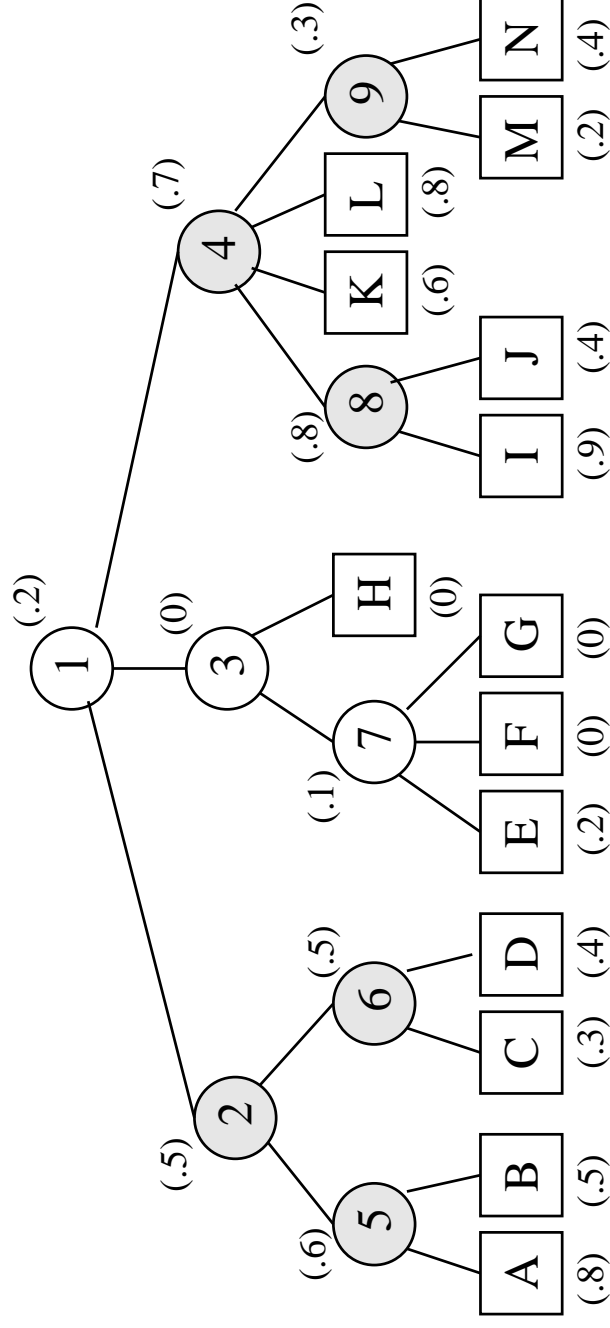 (.2)
1
(.5)
2
(0)
3
(.7)
4
(.6)
5
(.5)
6
(.1)
7
H
(0)
(.8)
8
K
(.6)
L
(.8)
(.3)
9
A
(.8)
B
(.5)
C
(.3)
D
(.4)
E
(.2)
F
(0)
G
(0)
I
(.9)
J
(.4)
M
(.2)
N
(.4)